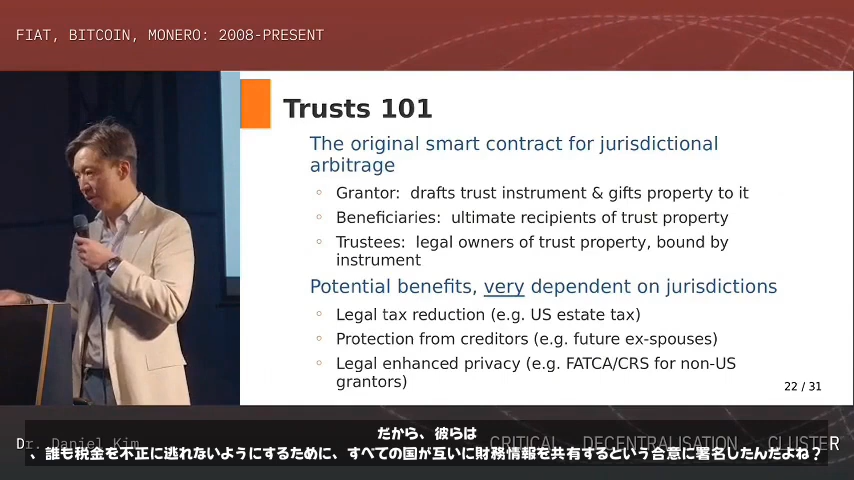 FIAT, BITCOIN, MONERO: 2008-PRESENT
Trusts 101
The original smart contract for jurisdictional
arbitrage
Grantor: drafts trust instrument & gifts property to it
Beneficiaries: ultimate recipients of trust property
Trustees: legal owners of trust property, bound by
instrument
Potential benefits, very dependent on jurisdictions
Legal tax reduction (e.g. US estate tax)
Protection from creditors (e.g. future ex-spouses)
Legal enhanced privacy (e.g. FATCA/CRS for non-US
grantors)
22 / 31
Dr. Daniel Kim
CRITICAL DECENTRALISATION CLUSTER
だから、彼らは
、誰も税金を不正に逃れないようにするために、すべての国が互いに財務情報を共有するという合意に署名したんだよね？